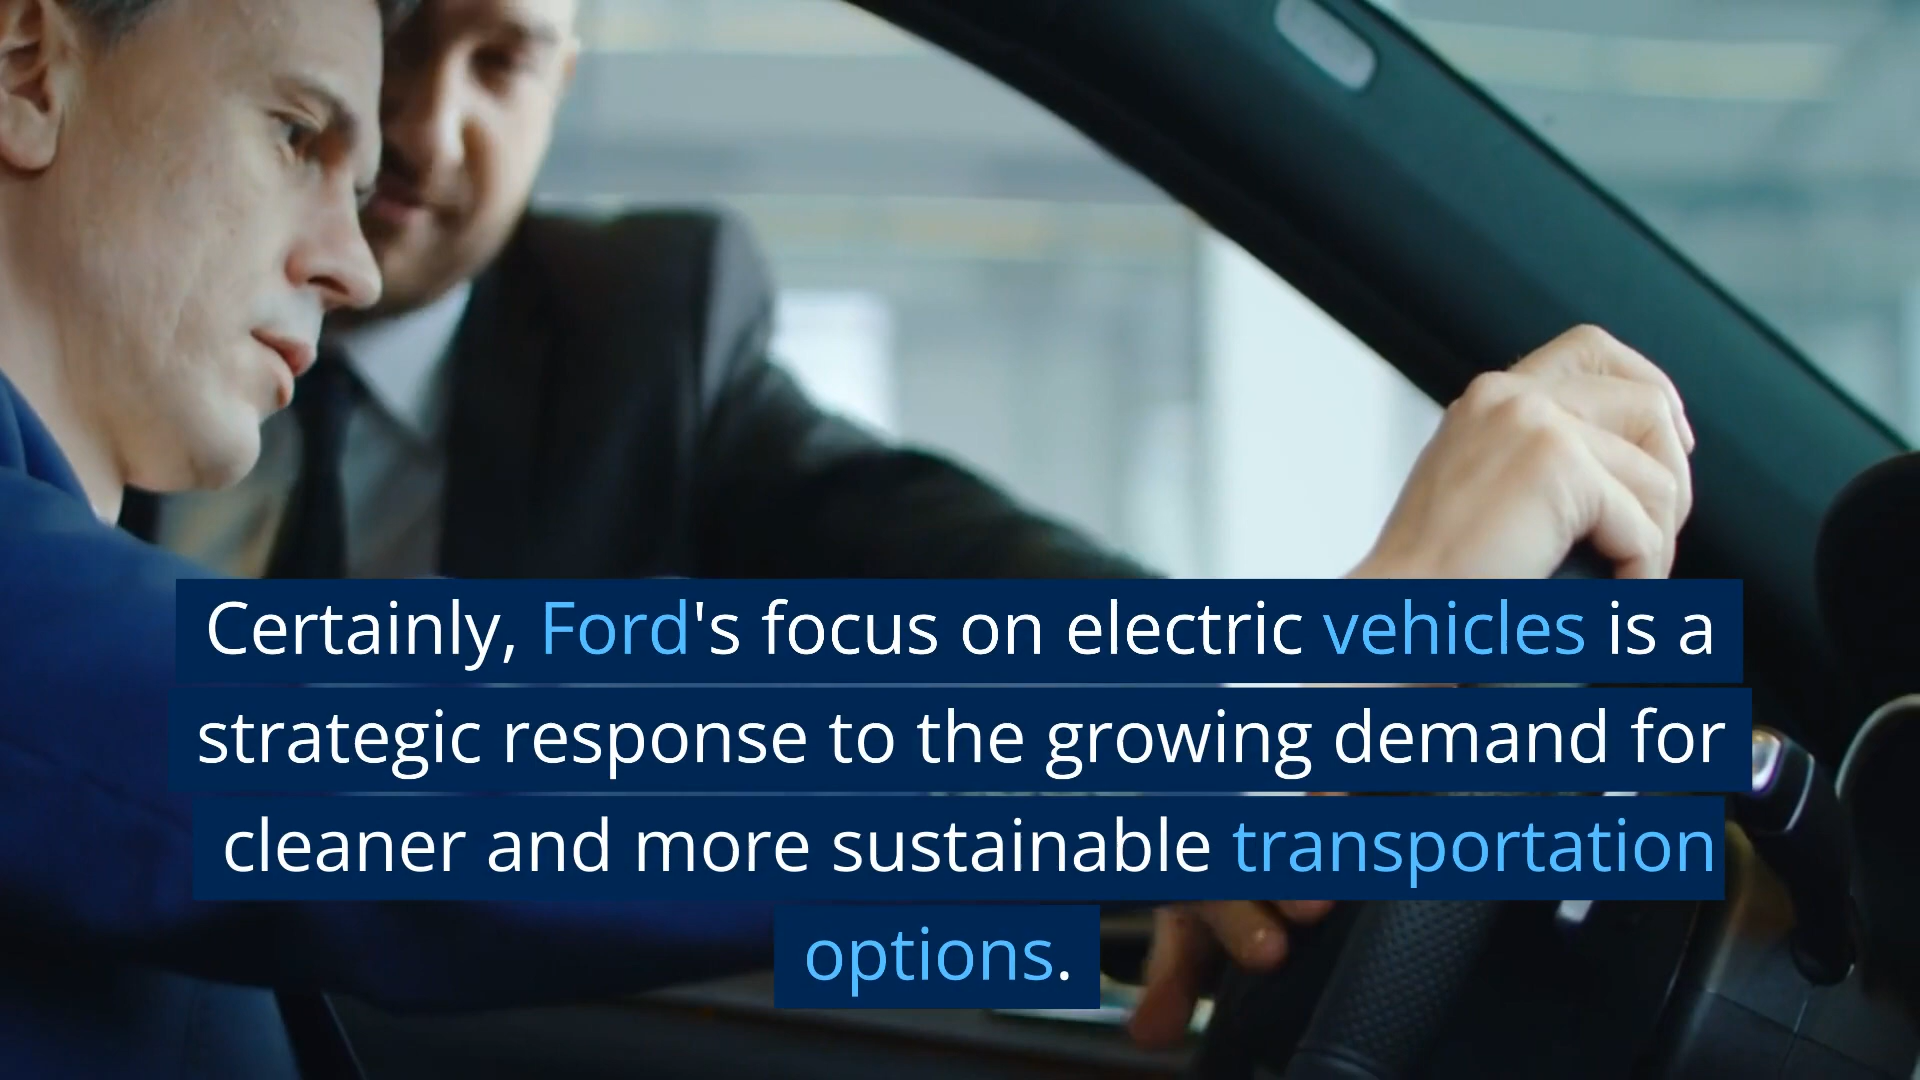 Certainly, Ford's focus on electric vehicles is a
strategic response to the growing demand for
cleaner and more sustainable transportation
options.